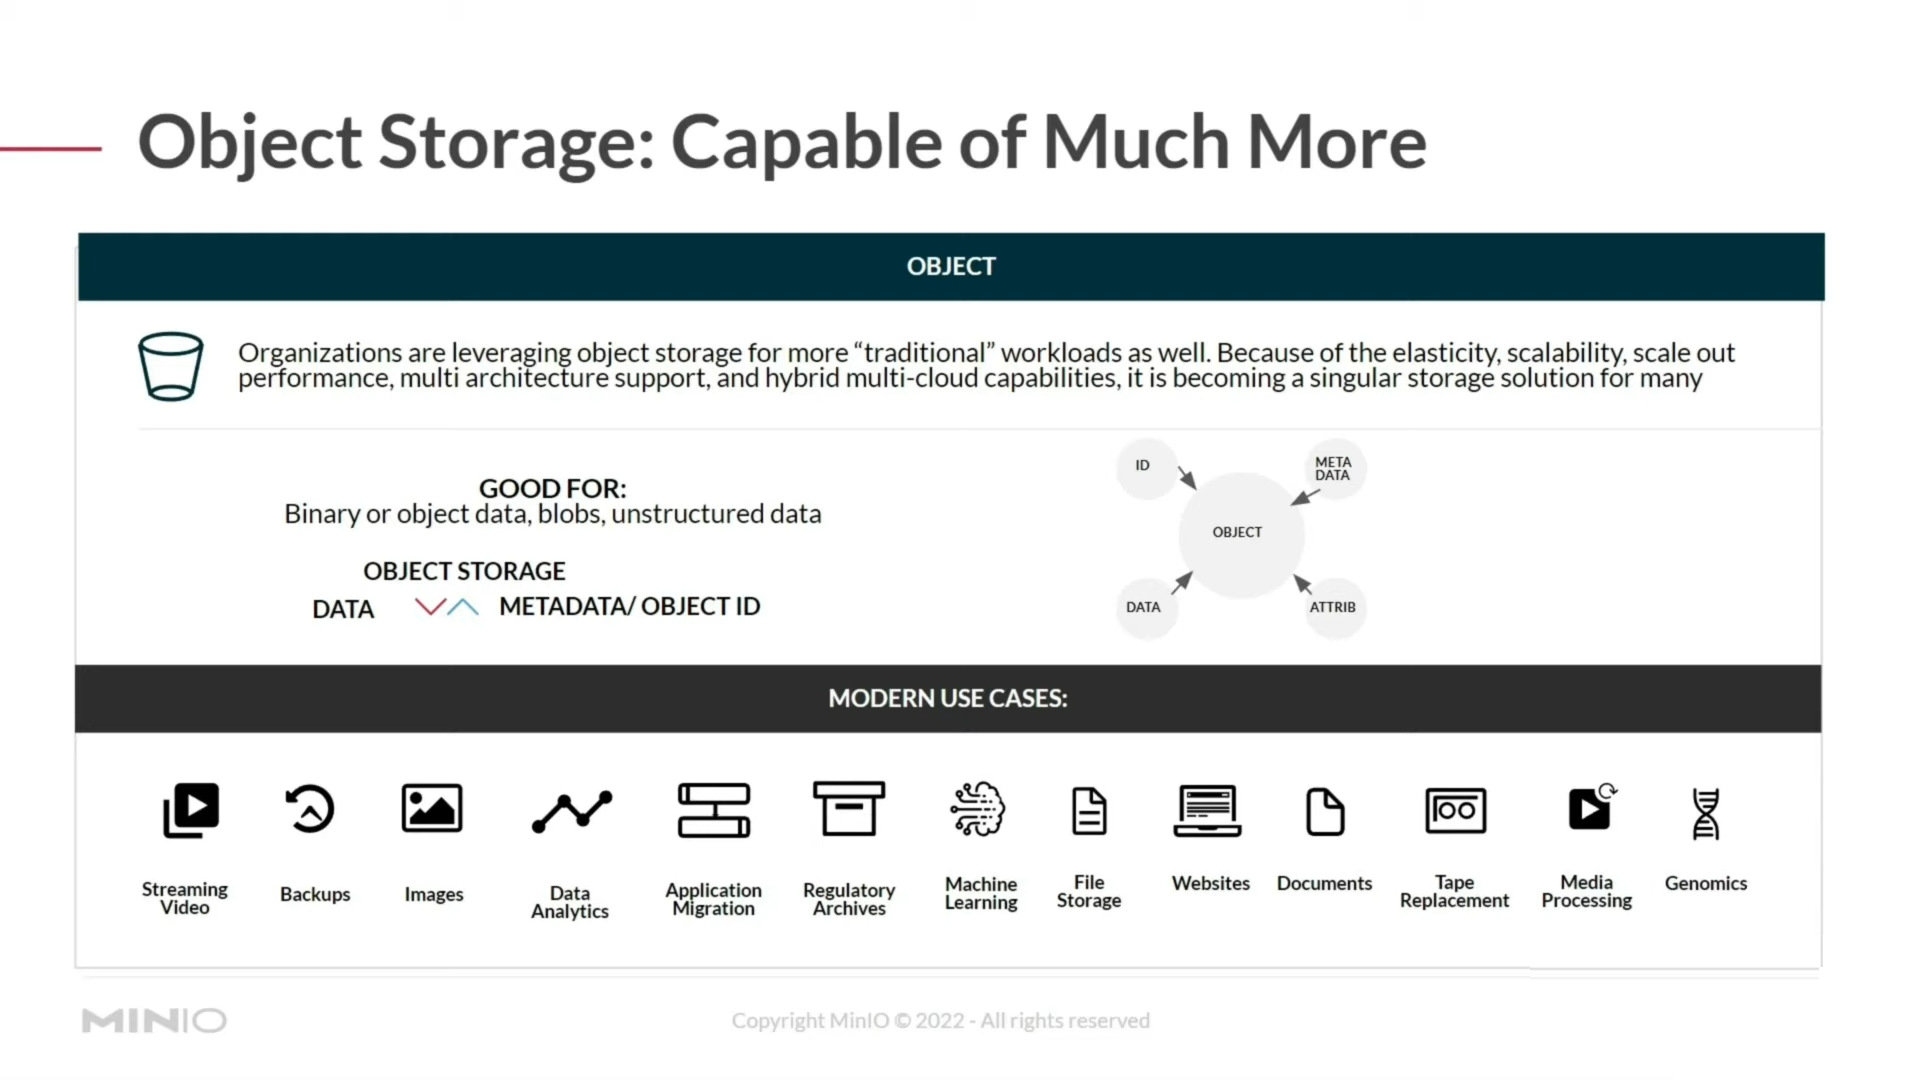 Object Storage: Capable of Much More
OBJECT
Organizations are leveraging object storage for more “traditional” workloads as well. Because of the elasticity, scalability, scale out
performance, multi architecture support, and hybrid multi-cloud capabilities, it is becoming a singular storage solution for many
GOOD FOR:
Binary or object data, blobs, unstructured data
OBJECT STORAGE
DATA
METADATA/ OBJECT ID
ID
META
DATA
OBJECT
DATA
ATTRIB
MODERN USE CASES:
Streaming
Video
Backups
Images
Data
Analytics
Application
Migration
Regulatory
Archives
Machine
Learning
File
Storage
Websites
Documents
Tape
Replacement
Media
Processing
Genomics
MINIO
Copyright MinIO © 2022 - All rights reserved